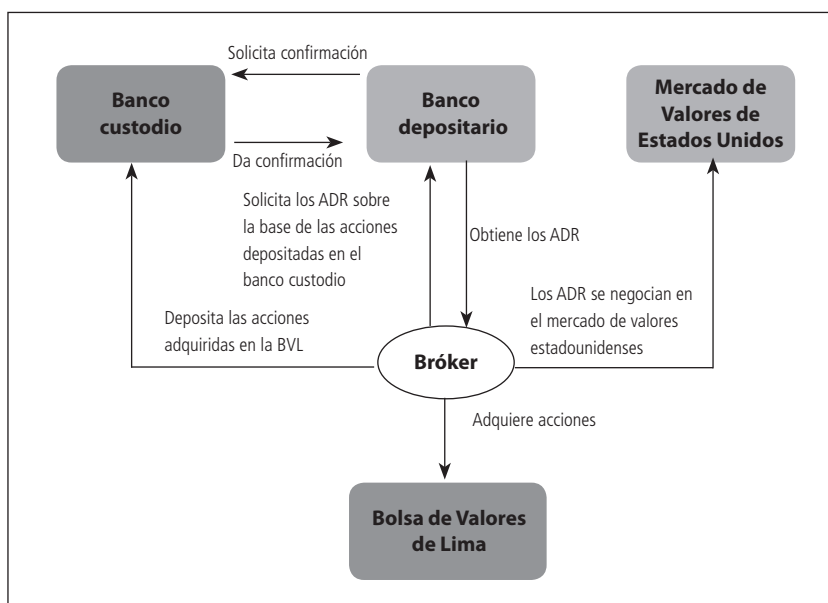 Solicita confirmación
Banco
custodio
Banco
depositario
Mercado de
Valores de
Estados Unidos
Da confirmación
Solicita los ADR sobre
la base de las acciones
depositadas en el
banco custodio
Obtiene los ADR
Deposita las acciones
adquiridas en la BVL
Los ADR se negocian en
el mercado de valores
estadounidenses
Bróker
Adquiere acciones
Bolsa de Valores
de Lima